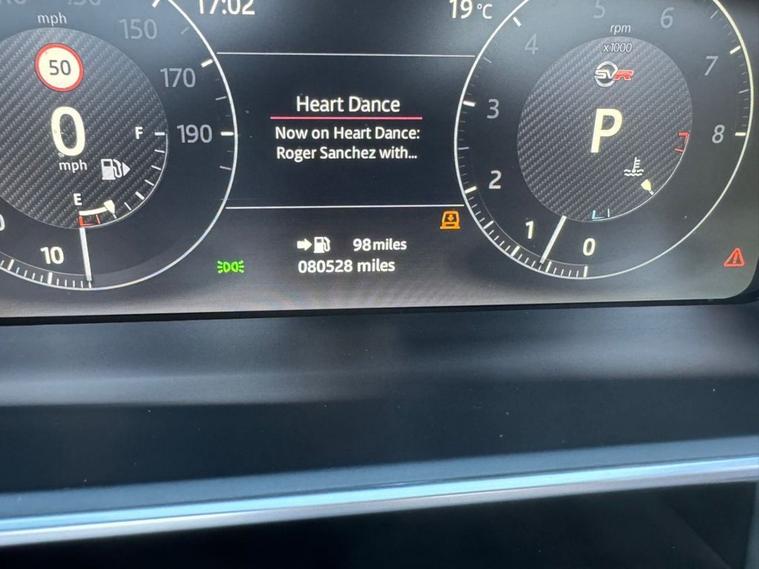 mph
150
17:02
19°C
5
6
rpm
x1000
4
50
170
SVR
7
Heart Dance
3
0
F
190
Now on Heart Dance:
P
8
mph
Roger Sanchez with...
E
2
10
1
0
98 miles
080528 miles